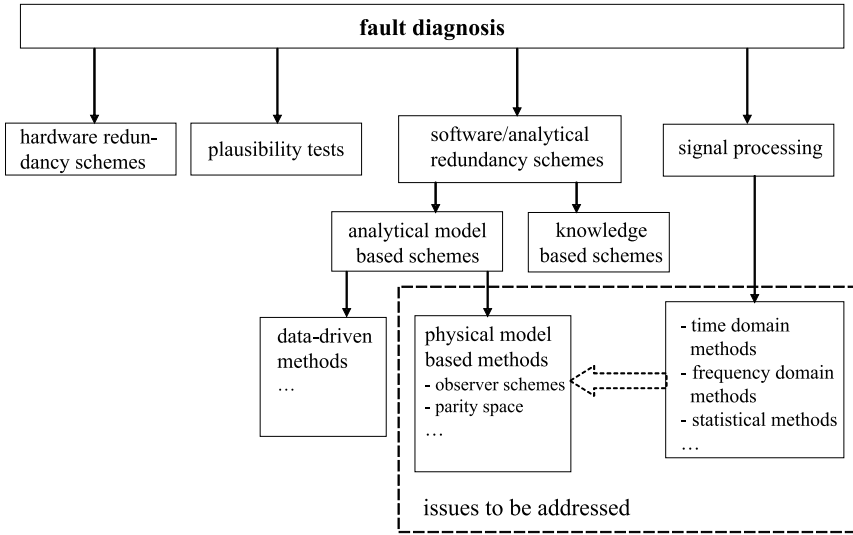 fault diagnosis
hardware redun-
dancy schemes
plausibility tests
software/analytical
redundancy schemes
signal processing
analytical model
based schemes
knowledge
based schemes
data-driven
methods
…
physical model
based methods
- observer schemes
- parity space
…
- time domain
methods
- frequency domain
methods
- statistical methods
…
issues to be addressed